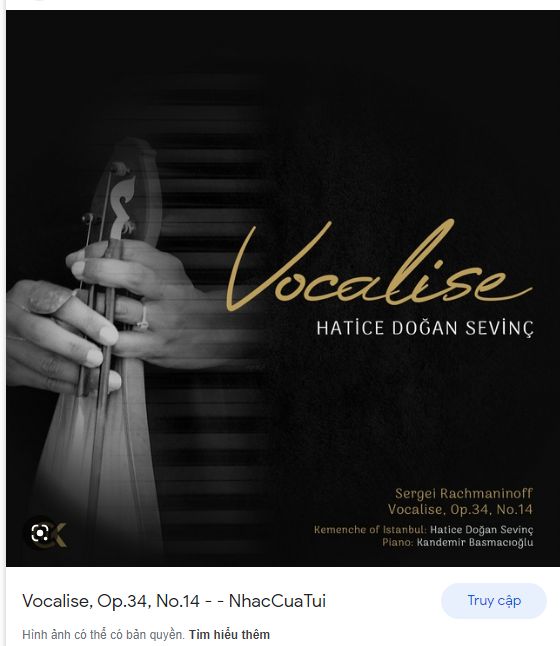 Vocalise
HATİCE DOĞAN SEVİNÇ
Sergei Rachmaninoff
Vocalise, Op.34, No.14
Kemenche of Istanbul: Hatice Doğan Sevinç
Piano: Kandemir Basmacıoğlu
Vocalise, Op.34, No.14 - - NhacCuaTui
Truy cập
Hình ảnh có thể có bản quyền. Tìm hiểu thêm